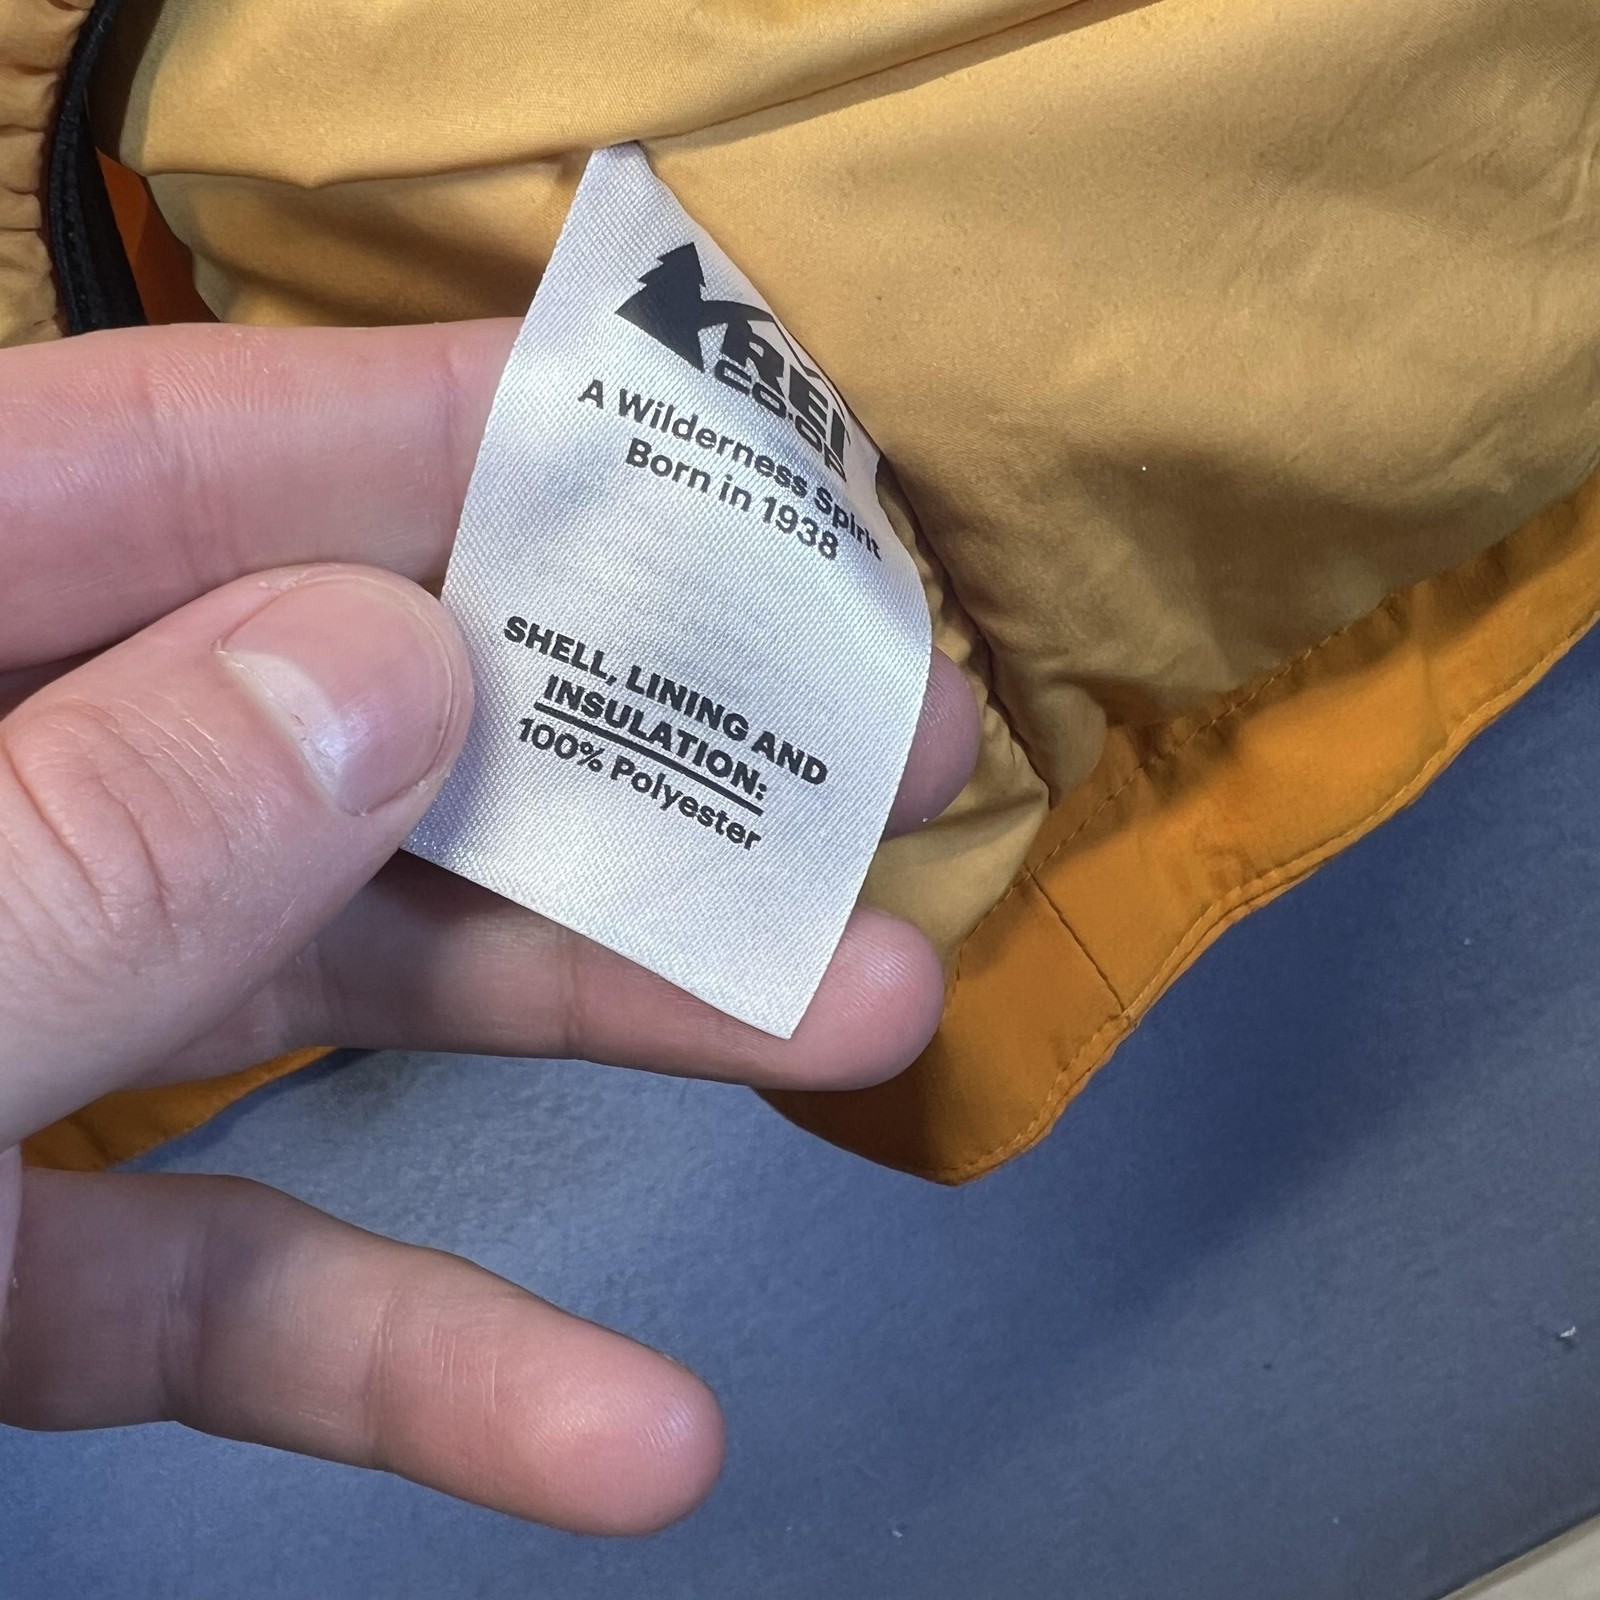 REI
CO·OP
A Wilderness Spirit
Born in 1938
SHELL, LINING AND
INSULATION:
100% Polyester